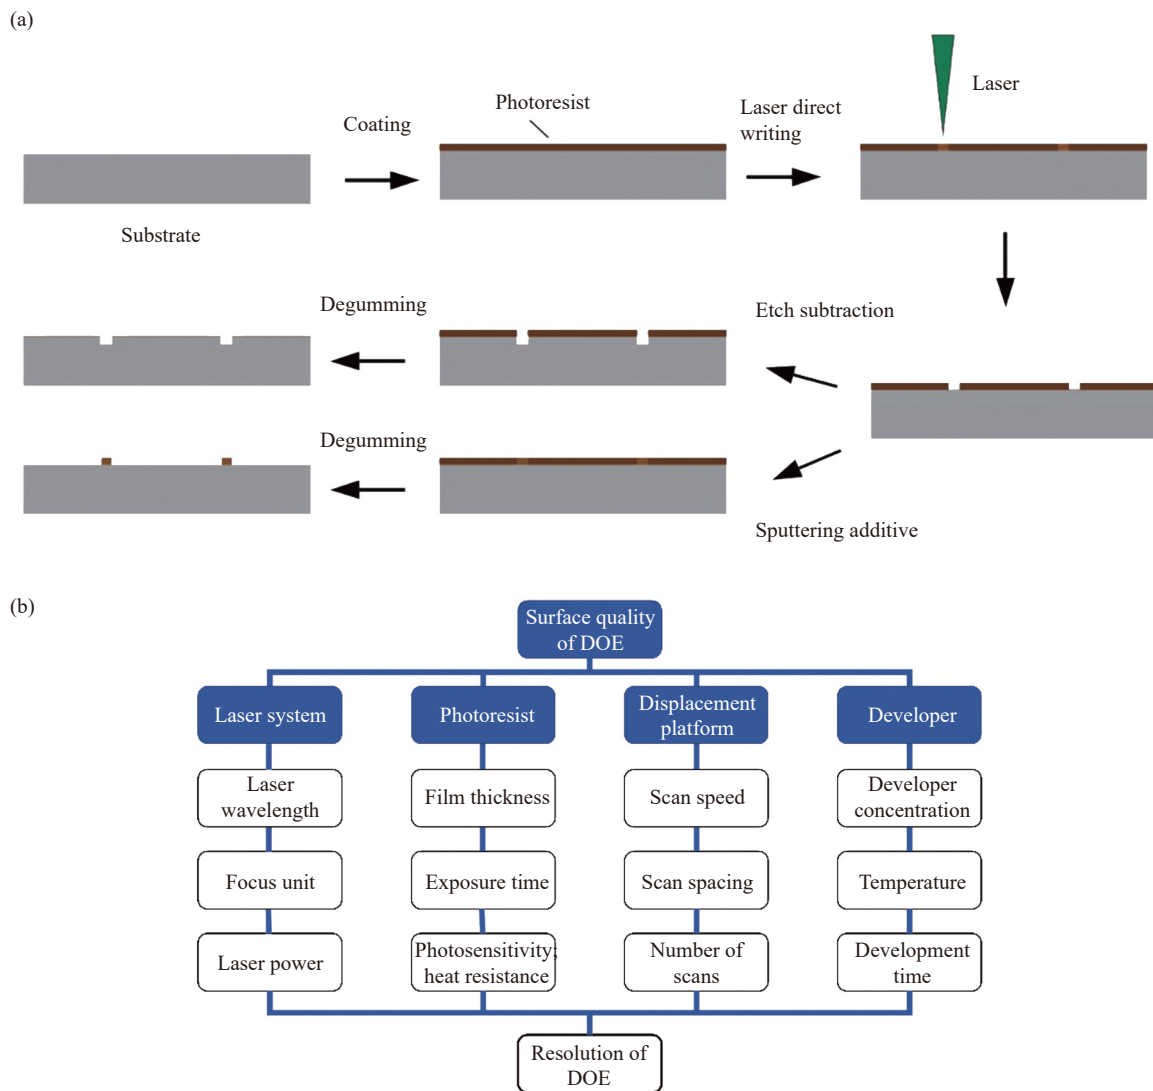 (a)
Photoresist
Laser
Coating
Laser direct
writing
Substrate
Degumming
Etch subtraction
Degumming
Sputtering additive
(b)
Surface quality
of DOE
Laser system
Photoresist
Displacement
platform
Developer
Laser
wavelength
Film thickness
Scan speed
Developer
concentration
Focus unit
Exposure time
Scan spacing
Temperature
Laser power
Photosensitivity;
heat resistance
Number of
scans
Development
time
Resolution of
DOE